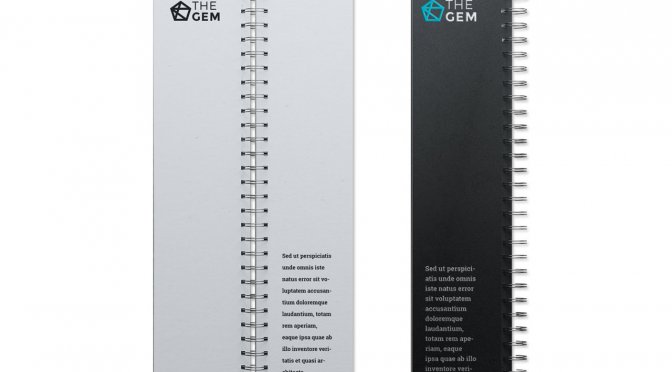 THE
GEM
Sed ut perspiciatis
unde omnis iste
natus error sit vo-
luptatem accusan-
tium doloremque
laudantium, totam
rem aperiam,
eaque ipsa quae ab
illo inventore veri-
tatis et quasi ar-
THE
GEM
Sed ut perspici-
atis unde omnis
iste natus error
sit voluptatem
accusantium
doloremque
laudantium,
totam rem ape-
riam, eaque
ipsa quae ab
illo inventore